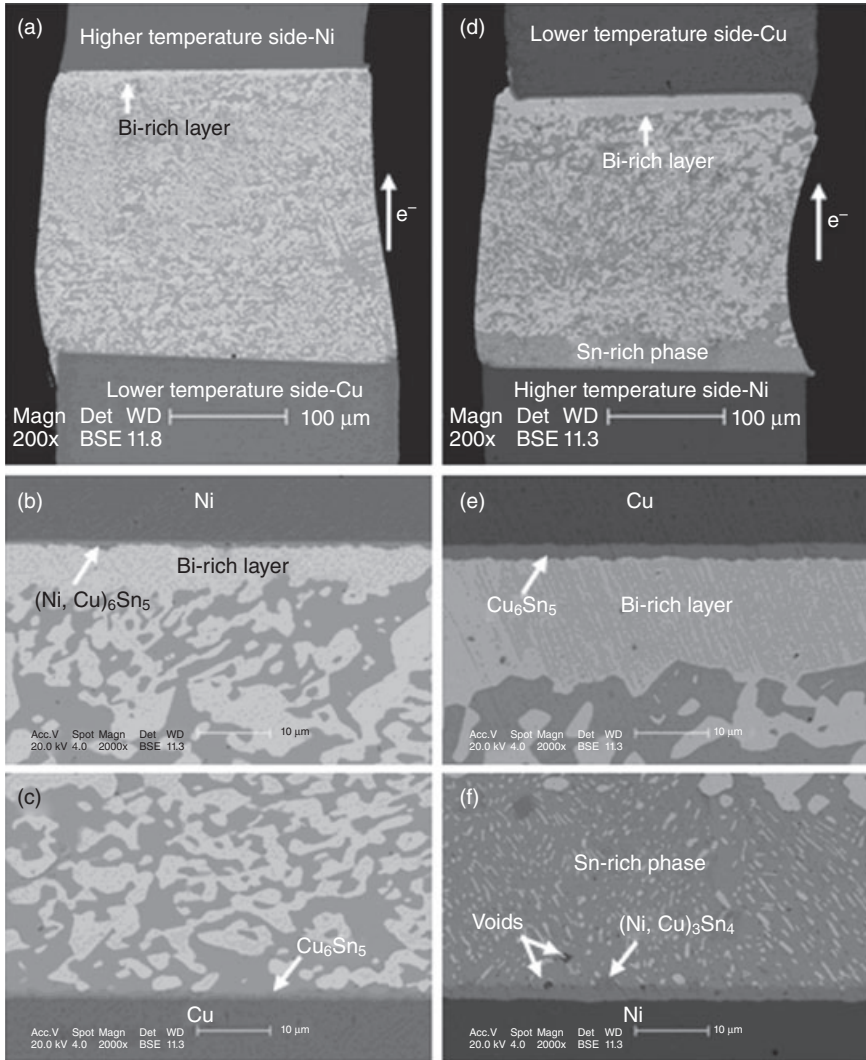 (a)
Higher temperature side-Ni
Bi-rich layer
e⁻
Lower temperature side-Cu
Magn Det WD
200x BSE 11.8
100 μm
(d)
Lower temperature side-Cu
Bi-rich layer
e⁻
Sn-rich phase
Higher temperature side-Ni
Magn Det WD
200x BSE 11.3
100 μm
(b)
Ni
Bi-rich layer
(Ni, Cu)₆Sn₅
Acc.V Spot Magn Det WD
20.0 kV 4.0 2000x BSE 11.3
10 μm
(e)
Cu
Cu₆Sn₅
Bi-rich layer
Acc.V Spot Magn Det WD
20.0 kV 4.0 2000x BSE 11.3
10 μm
(c)
Cu₆Sn₅
Cu
Acc.V Spot Magn Det WD
20.0 kV 4.0 2000x BSE 11.3
10 μm
(f)
Sn-rich phase
Voids
(Ni, Cu)₃Sn₄
Ni
Acc.V Spot Magn Det WD
20.0 kV 4.0 2000x BSE 11.3
10 μm